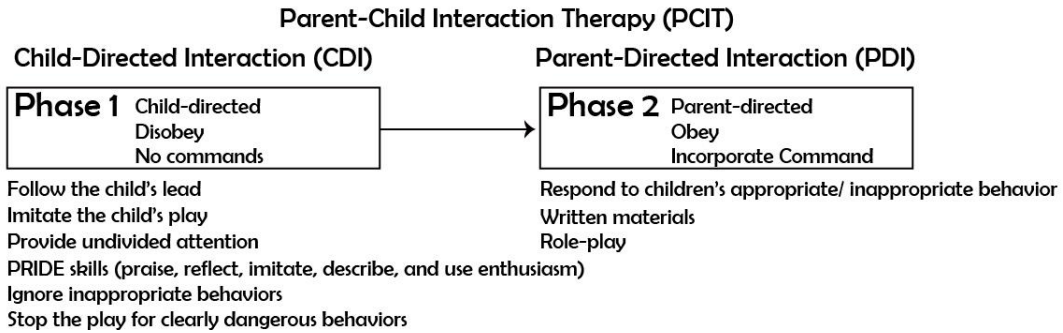 Parent-Child Interaction Therapy (PCIT)
Child-Directed Interaction (CDI)
Phase 1 Child-directed
Disobey
No commands
Follow the child's lead
Imitate the child's play
Provide undivided attention
PRIDE skills (praise, reflect, imitate, describe, and use enthusiasm)
Ignore inappropriate behaviors
Stop the play for clearly dangerous behaviors
Parent-Directed Interaction (PDI)
Phase 2 Parent-directed
Obey
Incorporate Command
Respond to children's appropriate/ inappropriate behavior
Written materials
Role-play